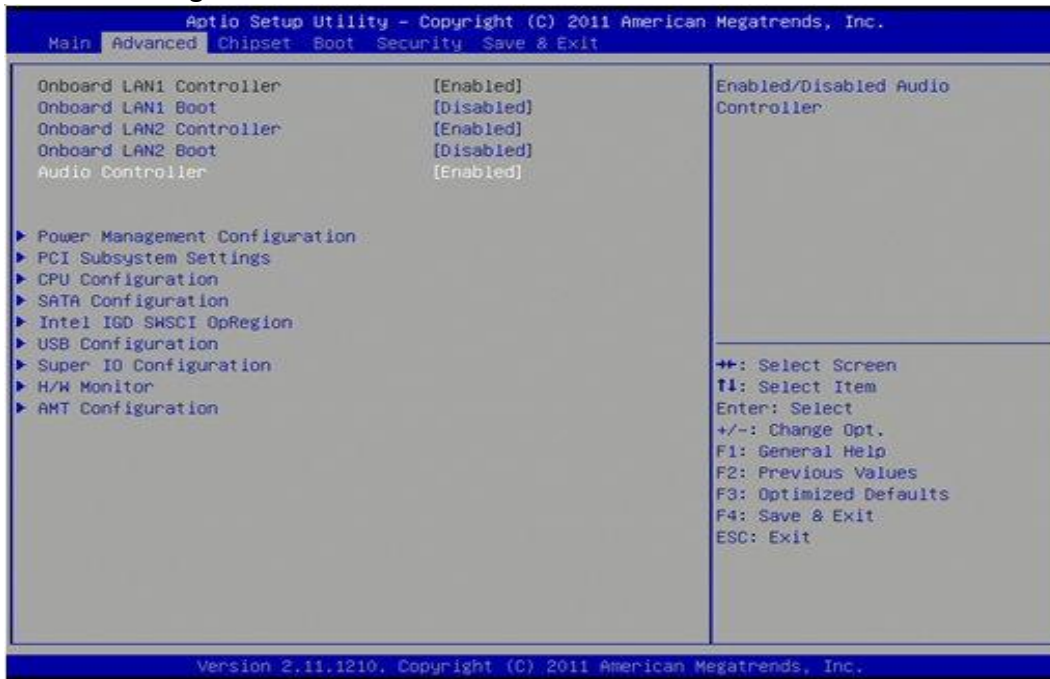 Aptio Setup Utility – Copyright (C) 2011 American Megatrends, Inc.
Main Advanced Chipset Boot Security Save & Exit
Onboard LAN1 Controller [Enabled]
Onboard LAN1 Boot [Disabled]
Onboard LAN2 Controller [Enabled]
Onboard LAN2 Boot [Disabled]
Audio Controller [Enabled]
Power Management Configuration
PCI Subsystem Settings
CPU Configuration
SATA Configuration
Intel IGD SWSCI OpRegion
USB Configuration
Super IO Configuration
H/W Monitor
AMT Configuration
Enabled/Disabled Audio
Controller
→←: Select Screen
↑↓: Select Item
Enter: Select
+/-: Change Opt.
F1: General Help
F2: Previous Values
F3: Optimized Defaults
F4: Save & Exit
ESC: Exit
Version 2.11.1210. Copyright (C) 2011 American Megatrends, Inc.